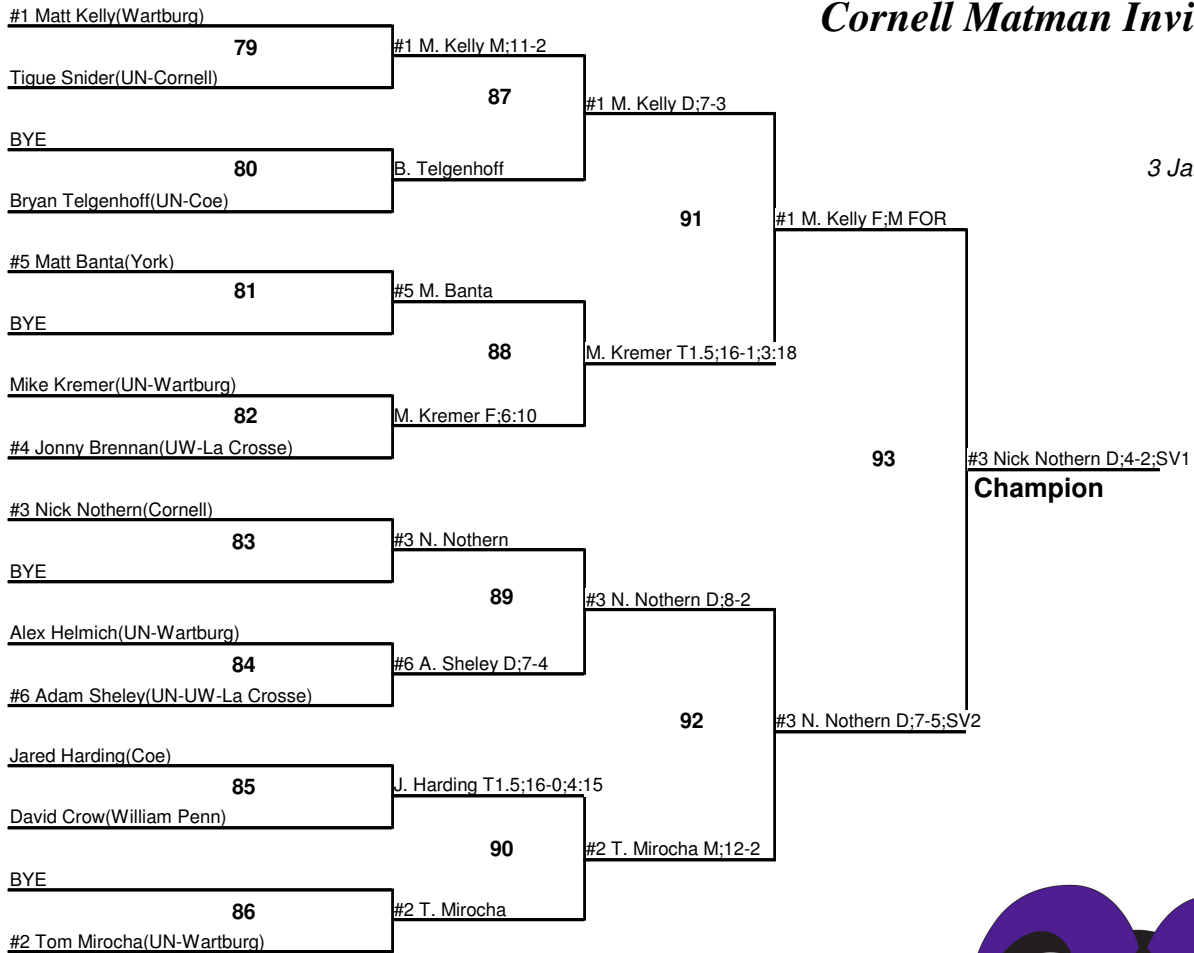 Cornell Matman Invi
3 Ja
#1 Matt Kelly(Wartburg)
79
Tigue Snider(UN-Cornell)
BYE
80
Bryan Telgenhoff(UN-Coe)
#5 Matt Banta(York)
81
BYE
Mike Kremer(UN-Wartburg)
82
#4 Jonny Brennan(UW-La Crosse)
#3 Nick Nothern(Cornell)
83
BYE
Alex Helmich(UN-Wartburg)
84
#6 Adam Sheley(UN-UW-La Crosse)
Jared Harding(Coe)
85
David Crow(William Penn)
BYE
86
#2 Tom Mirocha(UN-Wartburg)
#1 M. Kelly M;11-2
87
B. Telgenhoff
#5 M. Banta
88
M. Kremer F;6:10
#3 N. Nothern
89
#6 A. Sheley D;7-4
J. Harding T1.5;16-0;4:15
90
#2 T. Mirocha
#1 M. Kelly D;7-3
91
M. Kremer T1.5;16-1;3:18
#3 N. Nothern D;8-2
92
#2 T. Mirocha M;12-2
#1 M. Kelly F;M FOR
93
#3 N. Nothern D;7-5;SV2
#3 Nick Nothern D;4-2;SV1
Champion